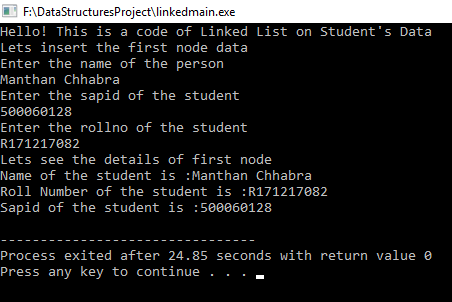 F:\DataStructuresProject\linkedmain.exe
Hello! This is a code of Linked List on Student's Data
Lets insert the first node data
Enter the name of the person
Manthan Chhabra
Enter the sapid of the student
500060128
Enter the rollno of the student
R171217082
Lets see the details of first node
Name of the student is :Manthan Chhabra
Roll Number of the student is :R171217082
Sapid of the student is :500060128
--------------------------------
Process exited after 24.85 seconds with return value 0
Press any key to continue . . .